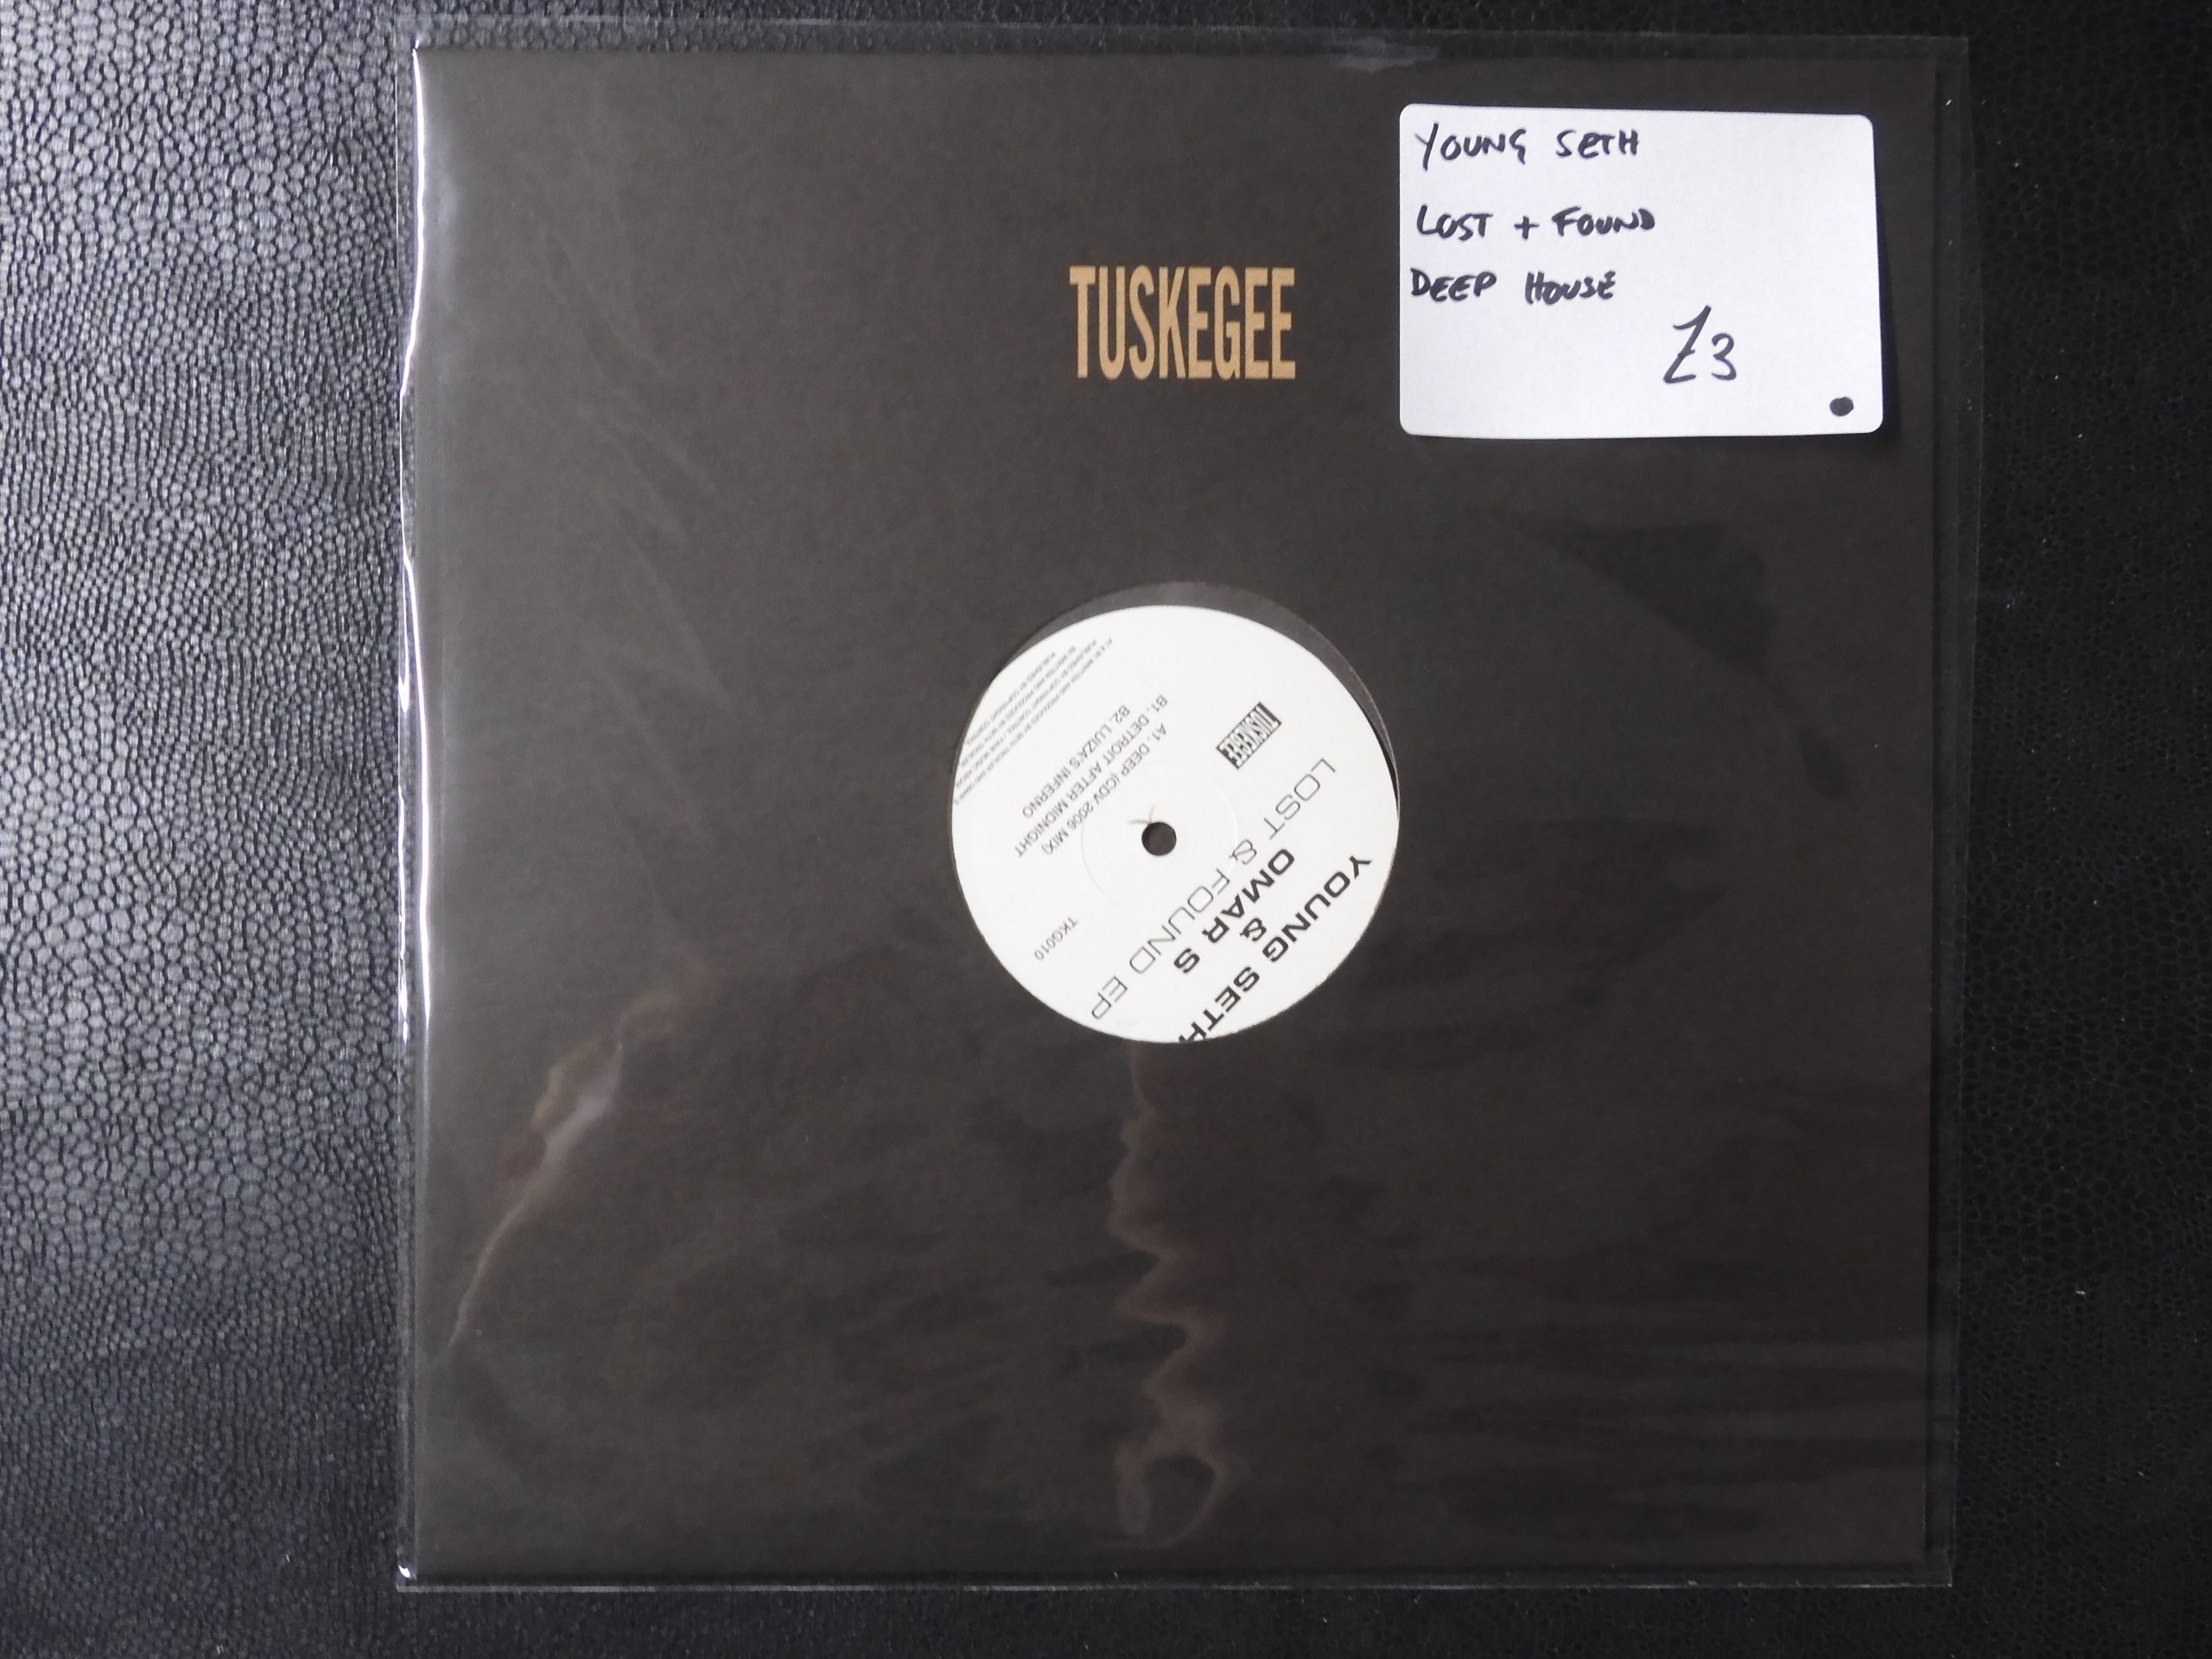 TUSKEGEE
YOUNG SETH
LOST + FOUND
DEEP HOUSE
£3
YOUNG SETH
&
OMAR S
LOST & FOUND EP
TUSKEGEE
TKG010
A1. DEEP (CDV 2006 MIX)
B1. DETROIT AFTER MIDNIGHT
B2. LUIZA'S INFERNO